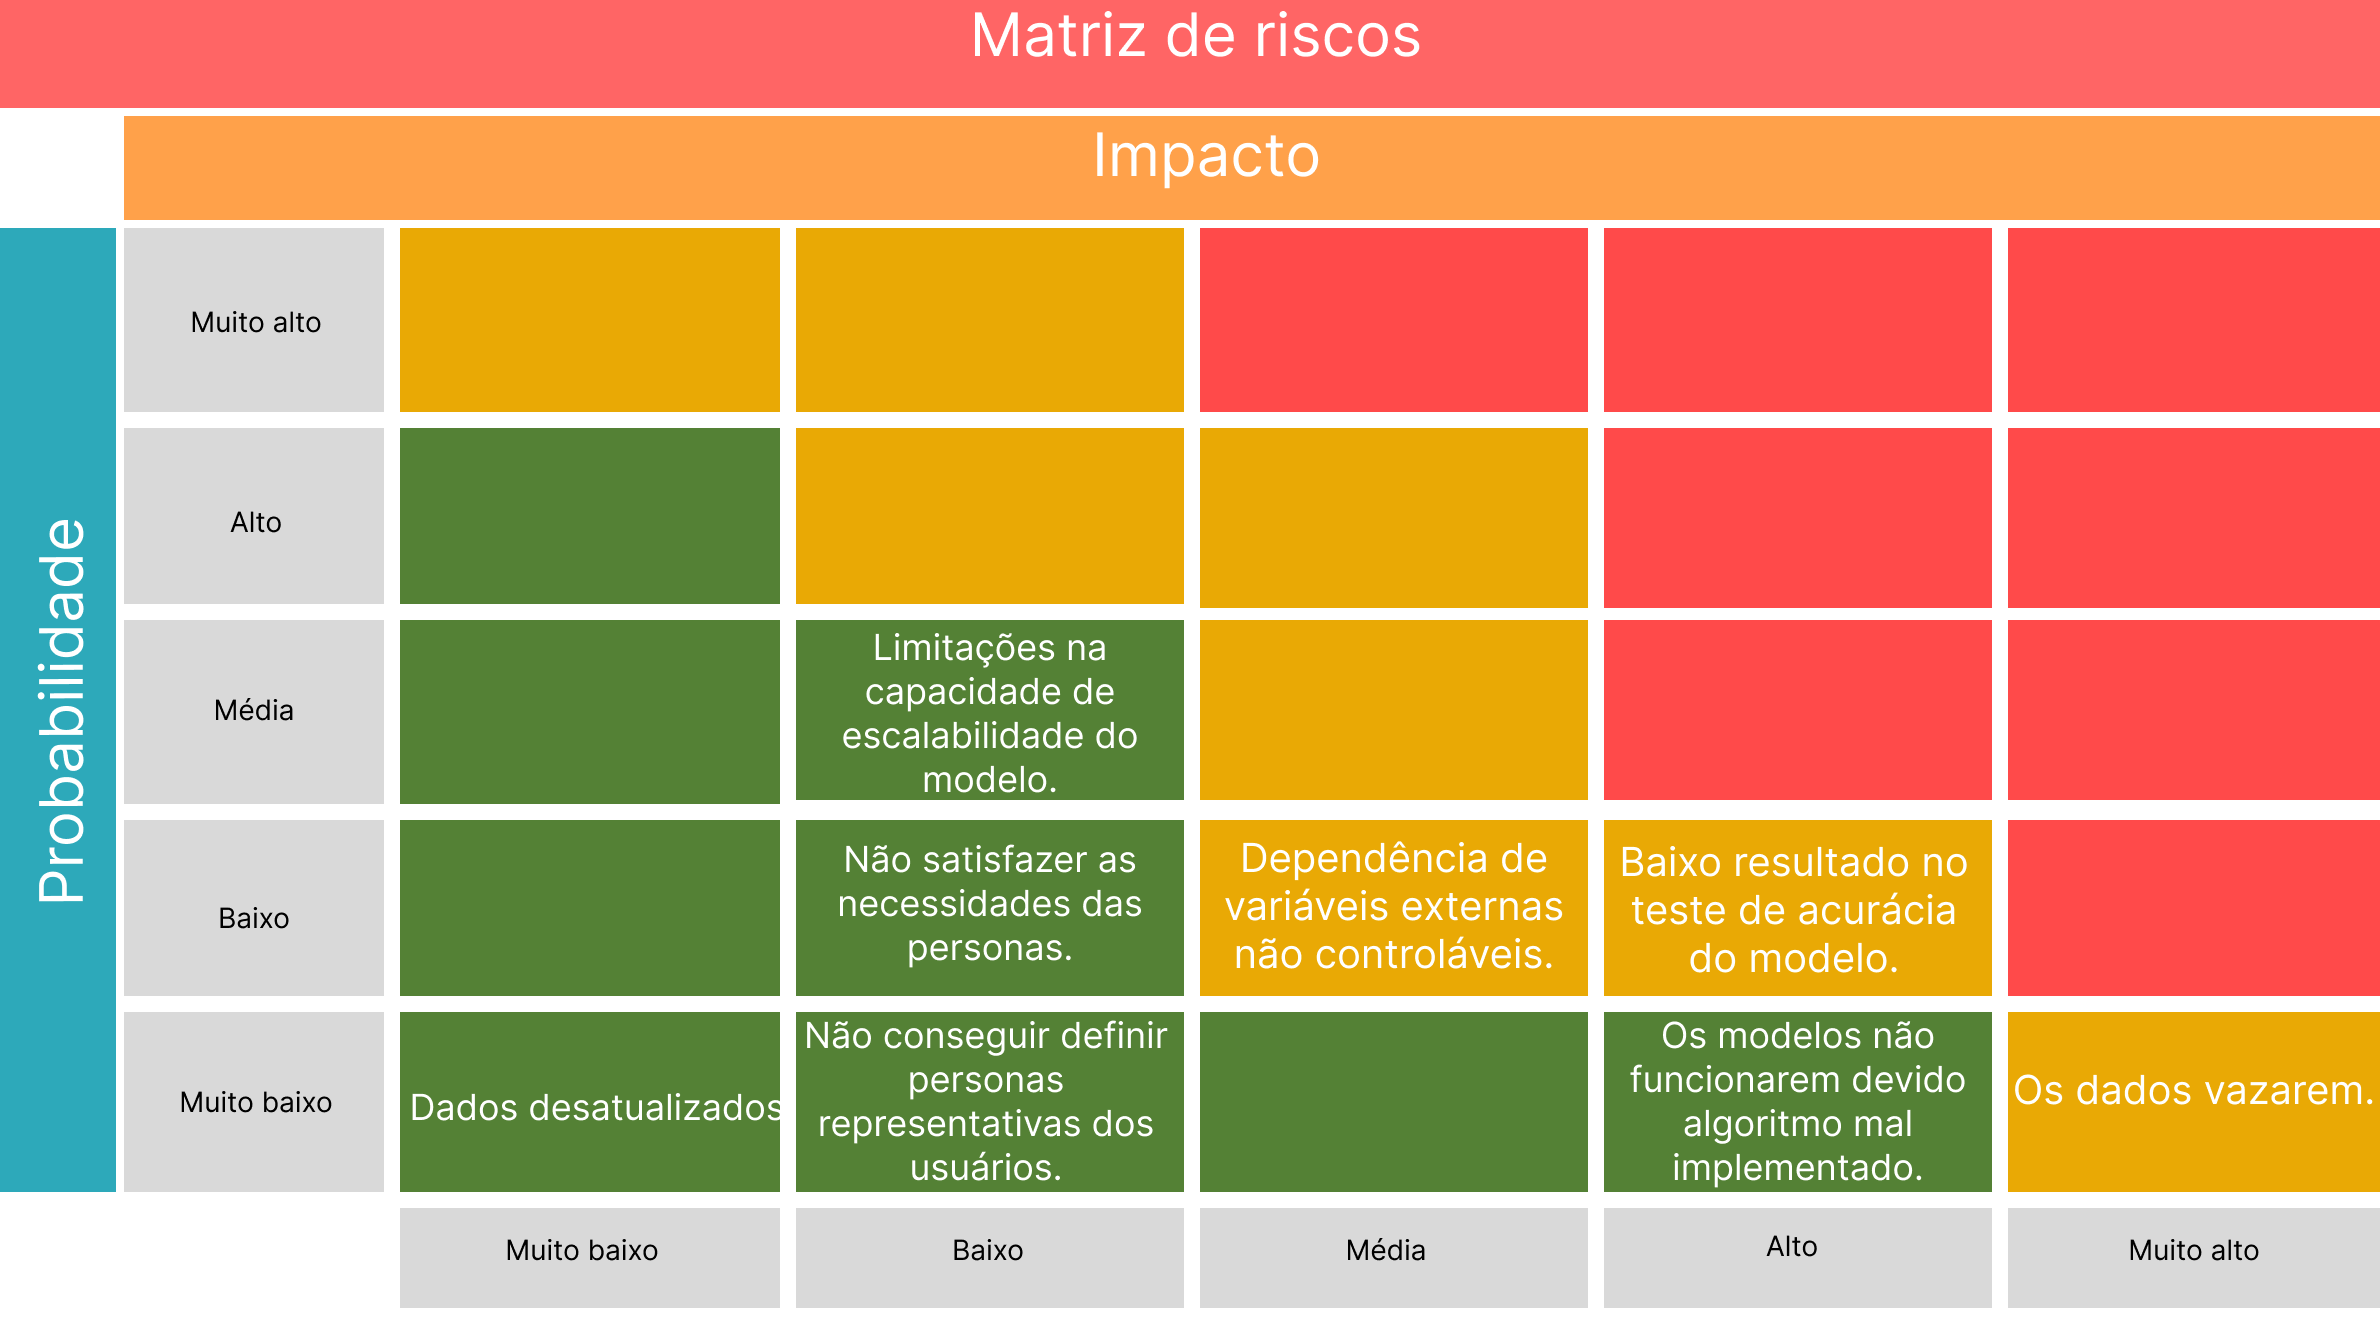 Matriz de riscos
Impacto
Probabilidade
Muito alto
Alto
Média
Limitações na
capacidade de
escalabilidade do
modelo.
Baixo
Não satisfazer as
necessidades das
personas.
Dependência de
variáveis externas
não controláveis.
Baixo resultado no
teste de acurácia
do modelo.
Muito baixo
Dados desatualizados
Não conseguir definir
personas
representativas dos
usuários.
Os modelos não
funcionarem devido
algoritmo mal
implementado.
Os dados vazarem.
Muito baixo
Baixo
Média
Alto
Muito alto